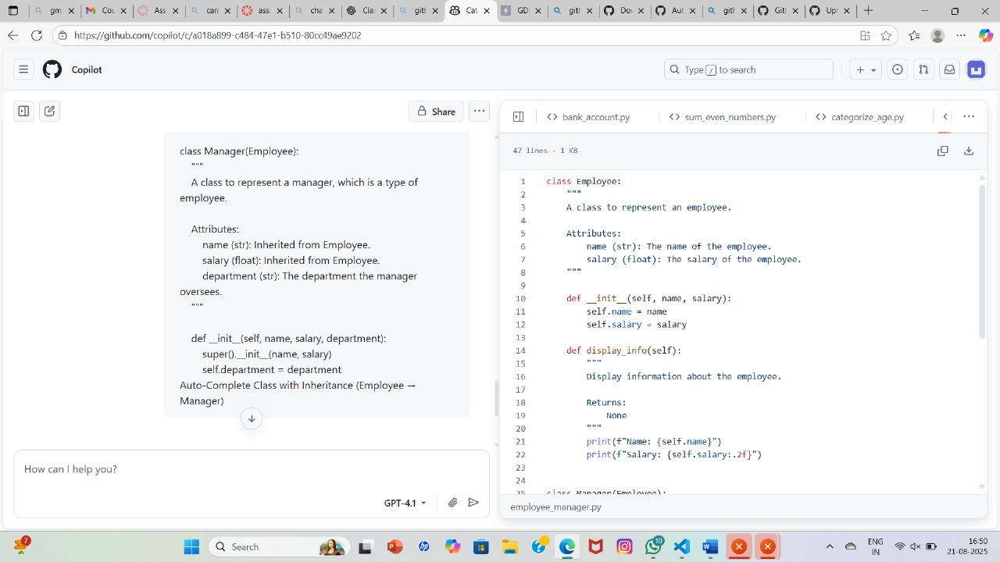 gm
Cou
Ass
can
assi
cha
Clas
gith
Cat
GD
gith
Do
Aut
gith
Git
Up
https://github.com/copilot/c/a018a899-c484-47e1-b510-80cc49ae9202
Copilot
Type / to search
Share
class Manager(Employee):
"""
A class to represent a manager, which is a type of
employee.
Attributes:
name (str): Inherited from Employee.
salary (float): Inherited from Employee.
department (str): The department the manager
oversees.
"""
def __init__(self, name, salary, department):
super().__init__(name, salary)
self.department = department
Auto-Complete Class with Inheritance (Employee →
Manager)
How can I help you?
GPT-4.1
bank_account.py
sum_even_numbers.py
categorize_age.py
47 lines · 1 KB
1 class Employee:
2 """
3 A class to represent an employee.
4
5 Attributes:
6 name (str): The name of the employee.
7 salary (float): The salary of the employee.
8 """
9
10 def __init__(self, name, salary):
11 self.name = name
12 self.salary = salary
13
14 def display_info(self):
15 """
16 Display information about the employee.
17
18 Returns:
19 None
20 """
21 print(f"Name: {self.name}")
22 print(f"Salary: {self.salary:.2f}")
23
24
25 class Manager(Employee):
employee_manager.py
7
Search
10
ENG
IN
16:50
21-08-2025